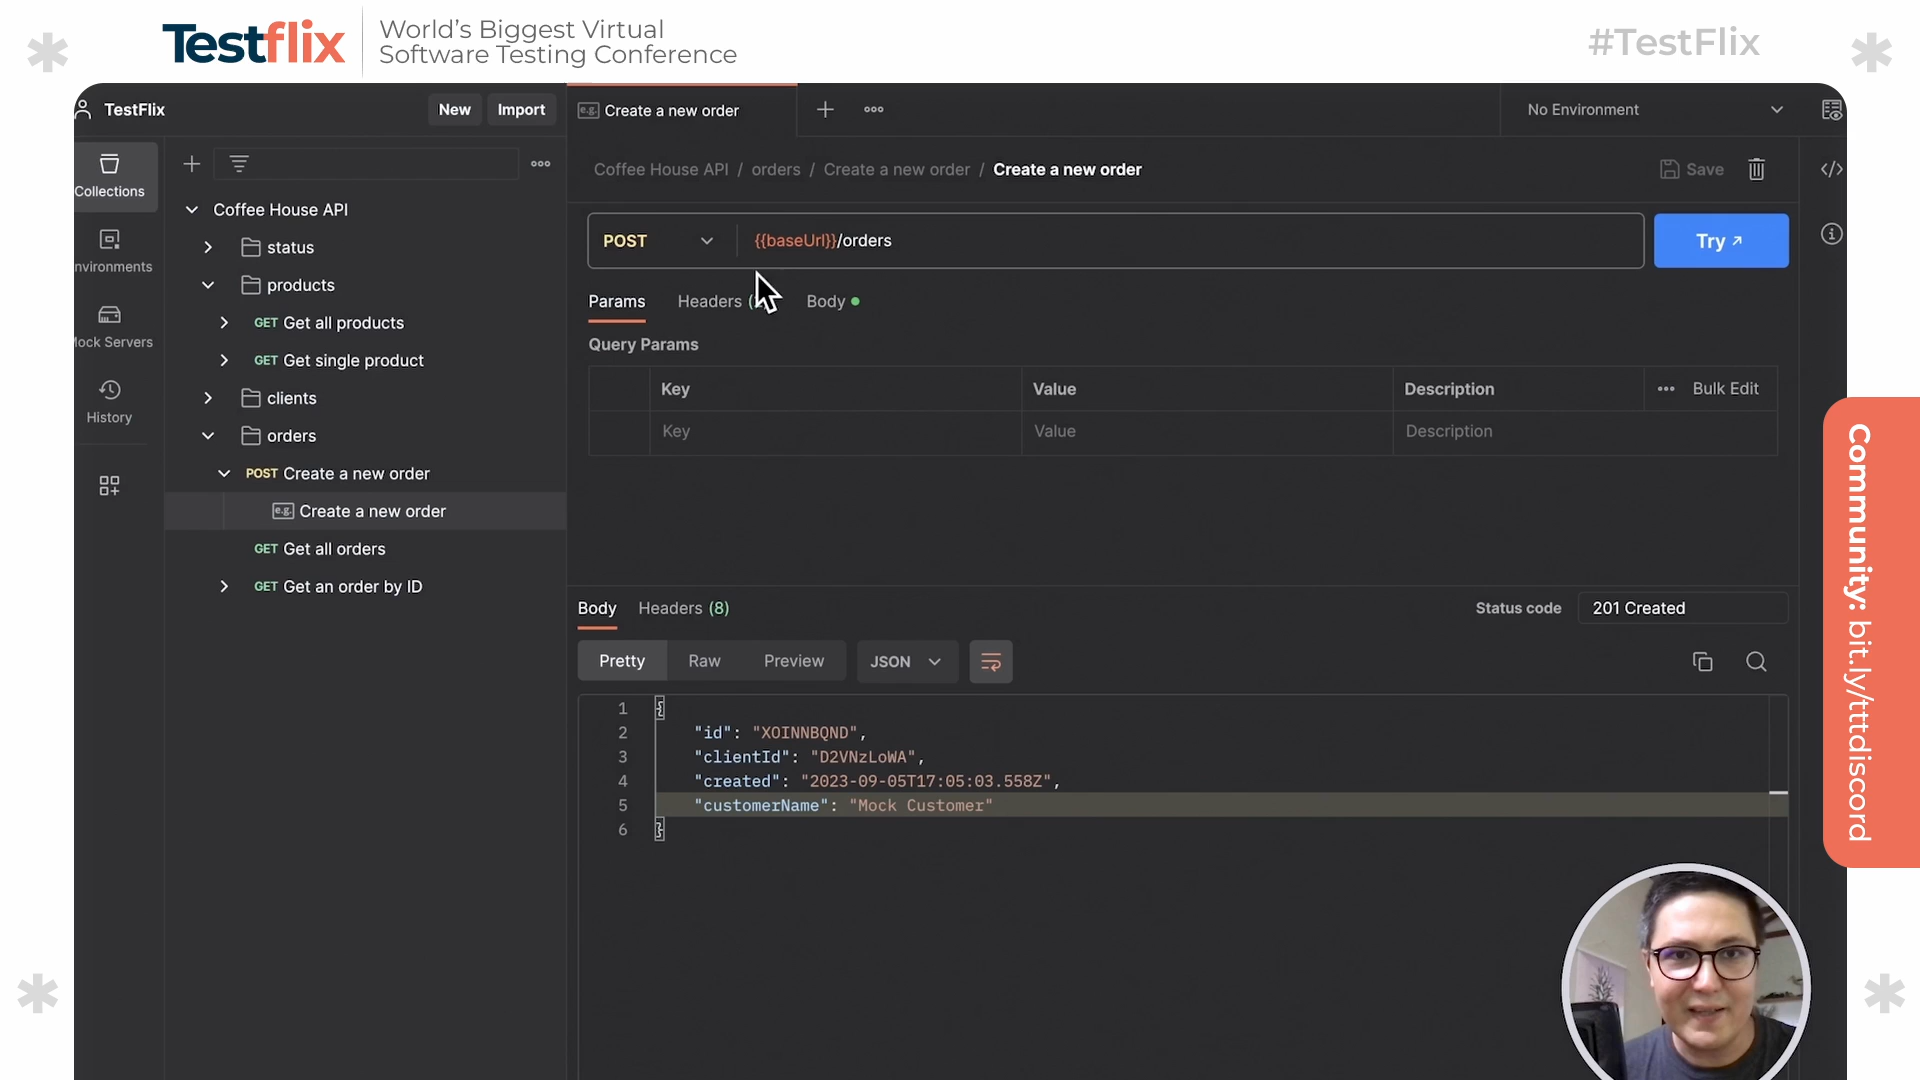 Testflix
World's Biggest Virtual
Software Testing Conference
#TestFlix
TestFlix
New
Import
e.g. Create a new order
No Environment
Collections
Coffee House API / orders / Create a new order / Create a new order
Save
Coffee House API
status
products
GET Get all products
GET Get single product
clients
orders
POST Create a new order
e.g. Create a new order
GET Get all orders
GET Get an order by ID
nvironments
Mock Servers
History
POST
{{baseUrl}}/orders
Try
Params
Headers
Body
Query Params
Key
Value
Description
Bulk Edit
Key
Value
Description
Body
Headers (8)
Status code
201 Created
Pretty
Raw
Preview
JSON
1 {
2 "id": "XOINNBQND",
3 "clientId": "D2VNzLoWA",
4 "created": "2023-09-05T17:05:03.558Z",
5 "customerName": "Mock Customer"
6 }
Community: bit.ly/tttdiscord